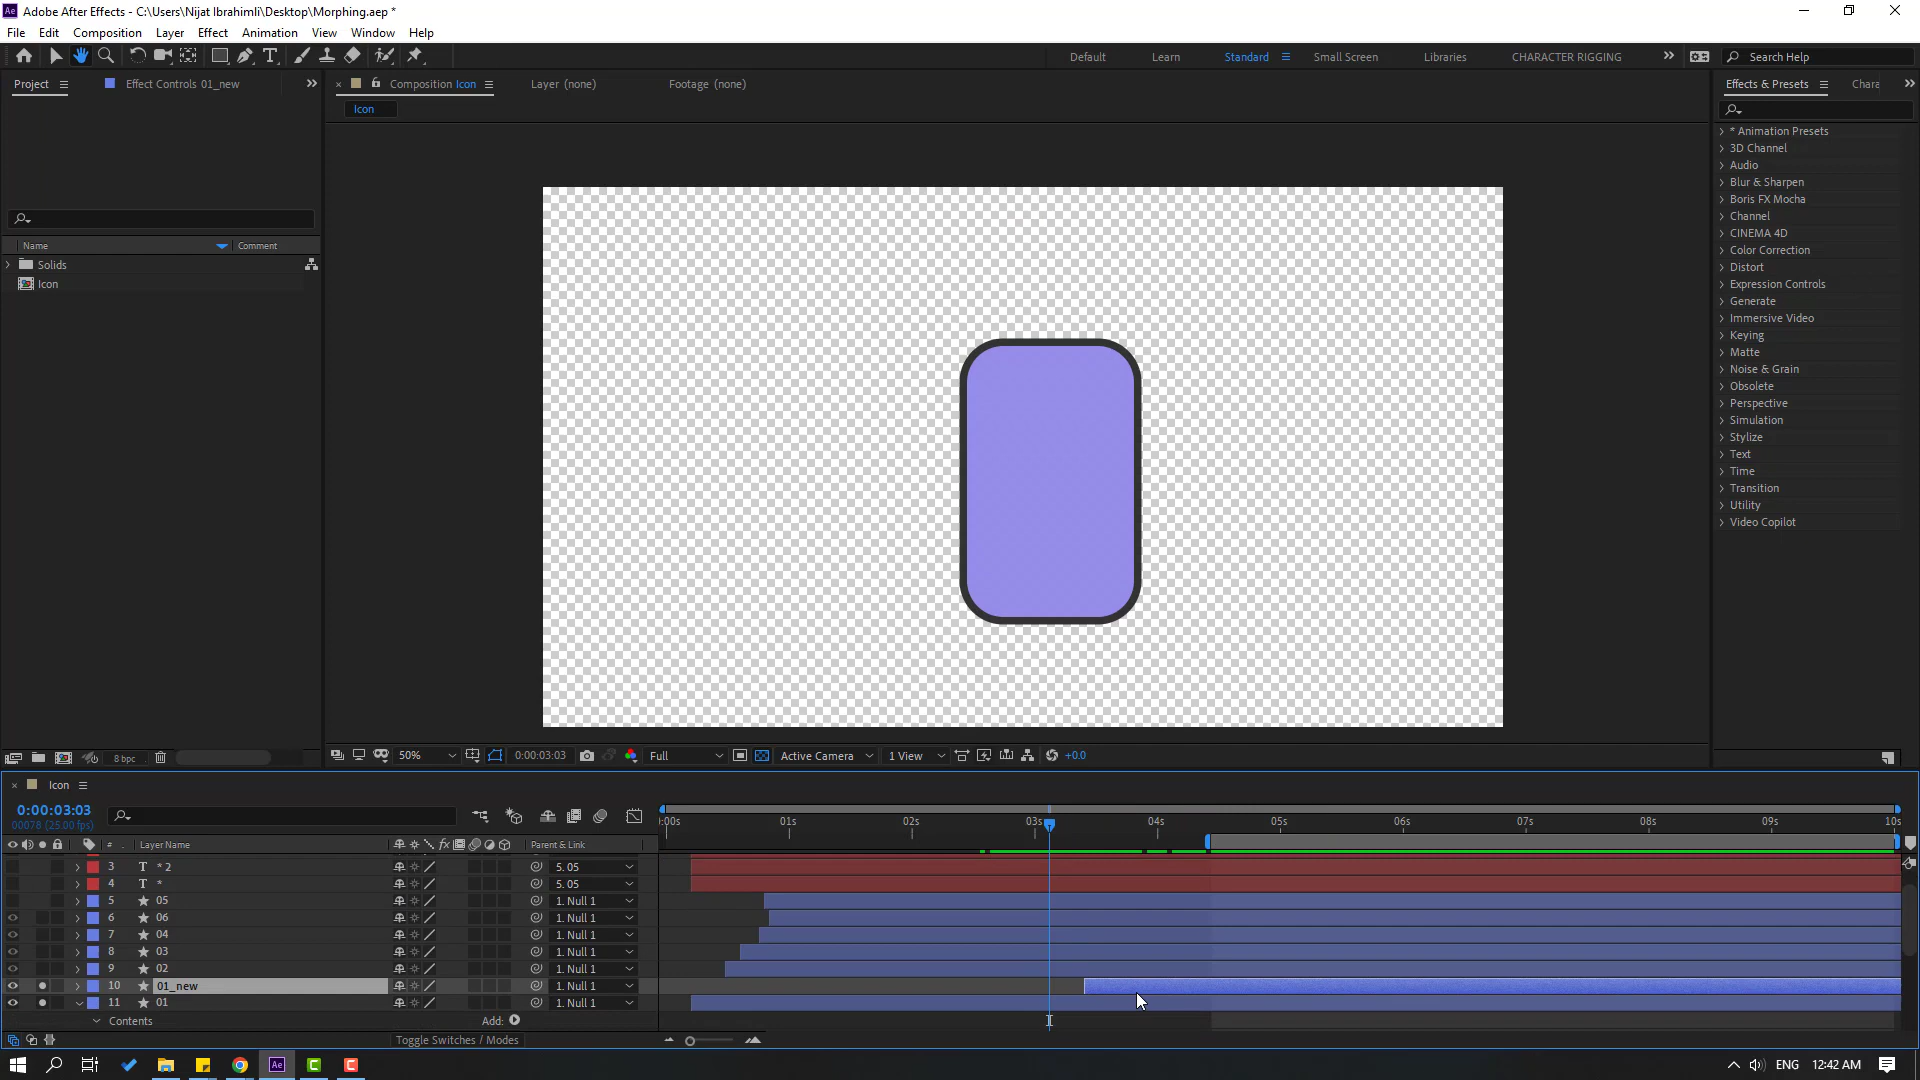 Adobe After Effects - C:\Users\Nijat Ibrahimli\Desktop\Morphing.aep *
File Edit Composition Layer Effect Animation View Window Help
Default Learn Standard Small Screen Libraries CHARACTER RIGGING Search Help
Project Effect Controls 01_new Composition Icon Layer (none) Footage (none) Effects & Presets Chara
Icon
Name Comment
Solids
Icon
* Animation Presets
3D Channel
Audio
Blur & Sharpen
Boris FX Mocha
Channel
CINEMA 4D
Color Correction
Distort
Expression Controls
Generate
Immersive Video
Keying
Matte
Noise & Grain
Obsolete
Perspective
Simulation
Stylize
Text
Time
Transition
Utility
Video Copilot
8 bpc 50% 0:00:03:03 Full Active Camera 1 View +0.0
Icon
0:00:03:03
00078 (25.00 fps)
:00s 01s 02s 03s 04s 05s 06s 07s 08s 09s 10s
# Layer Name fx Parent & Link
3 T * 2 5. 05
4 T * 5. 05
5 05 1. Null 1
6 06 1. Null 1
7 04 1. Null 1
8 03 1. Null 1
9 02 1. Null 1
10 01_new 1. Null 1
11 01 1. Null 1
Contents Add:
Toggle Switches / Modes
Ae C C ENG 12:42 AM